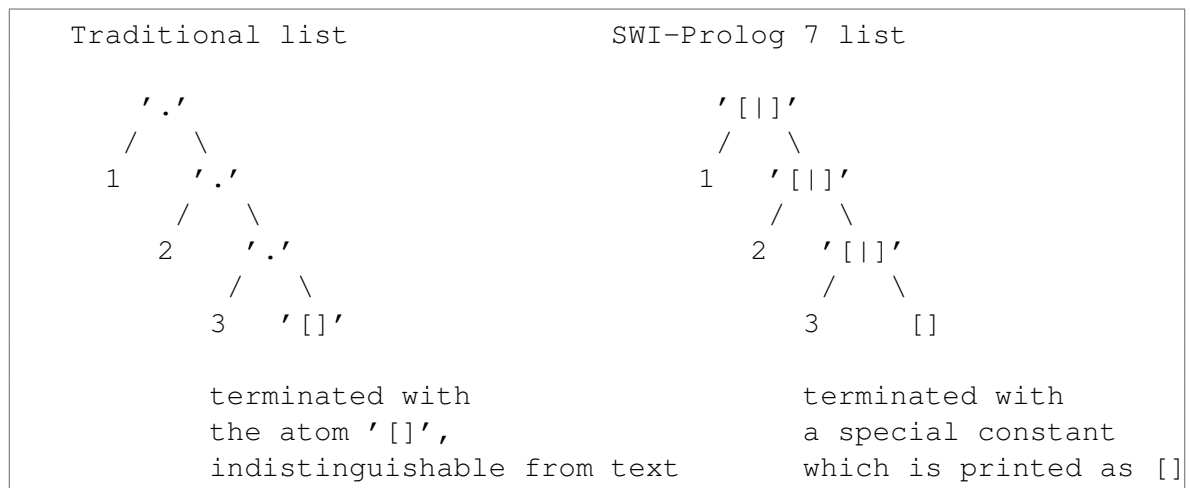 Traditional list                SWI-Prolog 7 list
'.'                               '[|]'
/   \                             /   \
1    '.'                          1   '[|]'
/   \                             /   \
2    '.'                          2   '[|]'
/   \                             /   \
3   '[]'                          3     []
terminated with                   terminated with
the atom '[]',                    a special constant
indistinguishable from text       which is printed as []